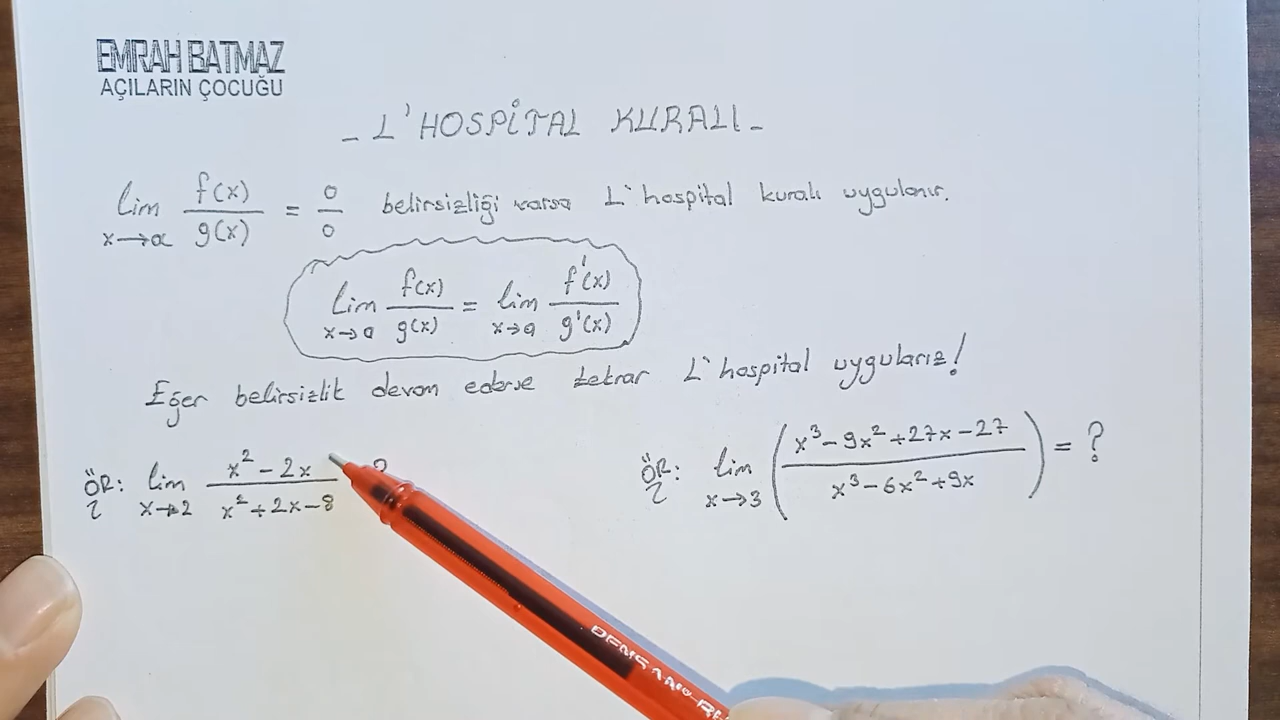 EMRAH BATMAZ
AÇILARIN ÇOCUĞU
- L'HOSPİTAL KURALI -
lim x→a f(x)/g(x) = 0/0 belirsizliği varsa L'hospital kuralı uygulanır.
lim x→a f(x)/g(x) = lim x→a f'(x)/g'(x)
Eğer belirsizlik devam ederse tekrar L'hospital uygularız!
ÖR: 1 lim x→2 x²-2x / x²+2x-8
ÖR: 2 lim x→3 (x³-9x²+27x-27 / x³-6x²+9x) = ?